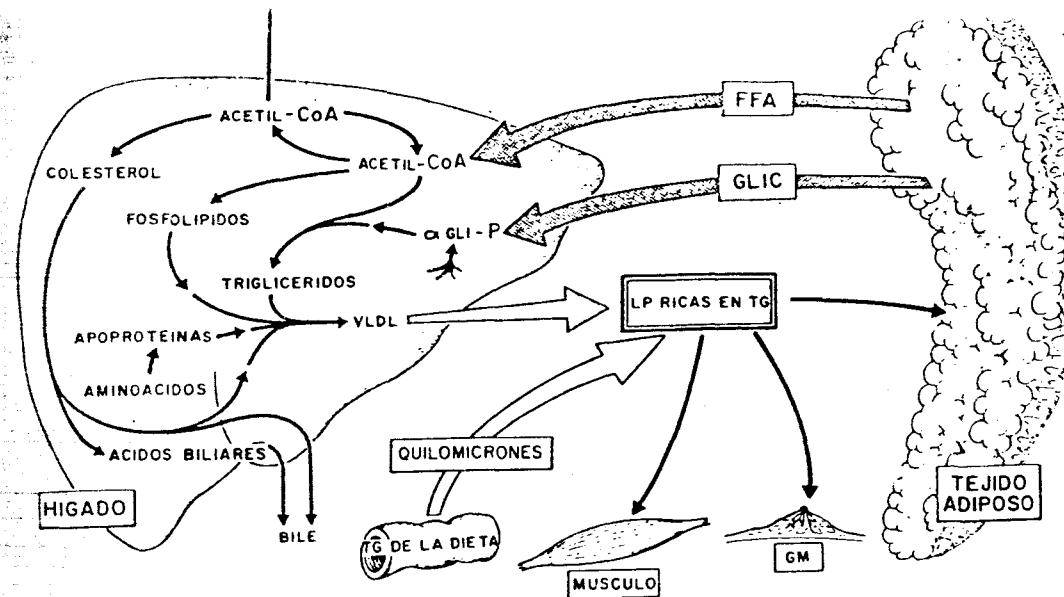 FFA
ACETIL-CoA
COLESTEROL
ACETIL-CoA
GLIC
FOSFOLIPIDOS
α GLI-P
TRIGLICERIDOS
LP RICAS EN TG
VLDL
APOPROTEINAS
AMINOACIDOS
QUILOMICRONES
ACIDOS BILIARES
HIGADO
TEJIDO
ADIPOSO
BILE
TG DE LA DIETA
GM
MUSCULO